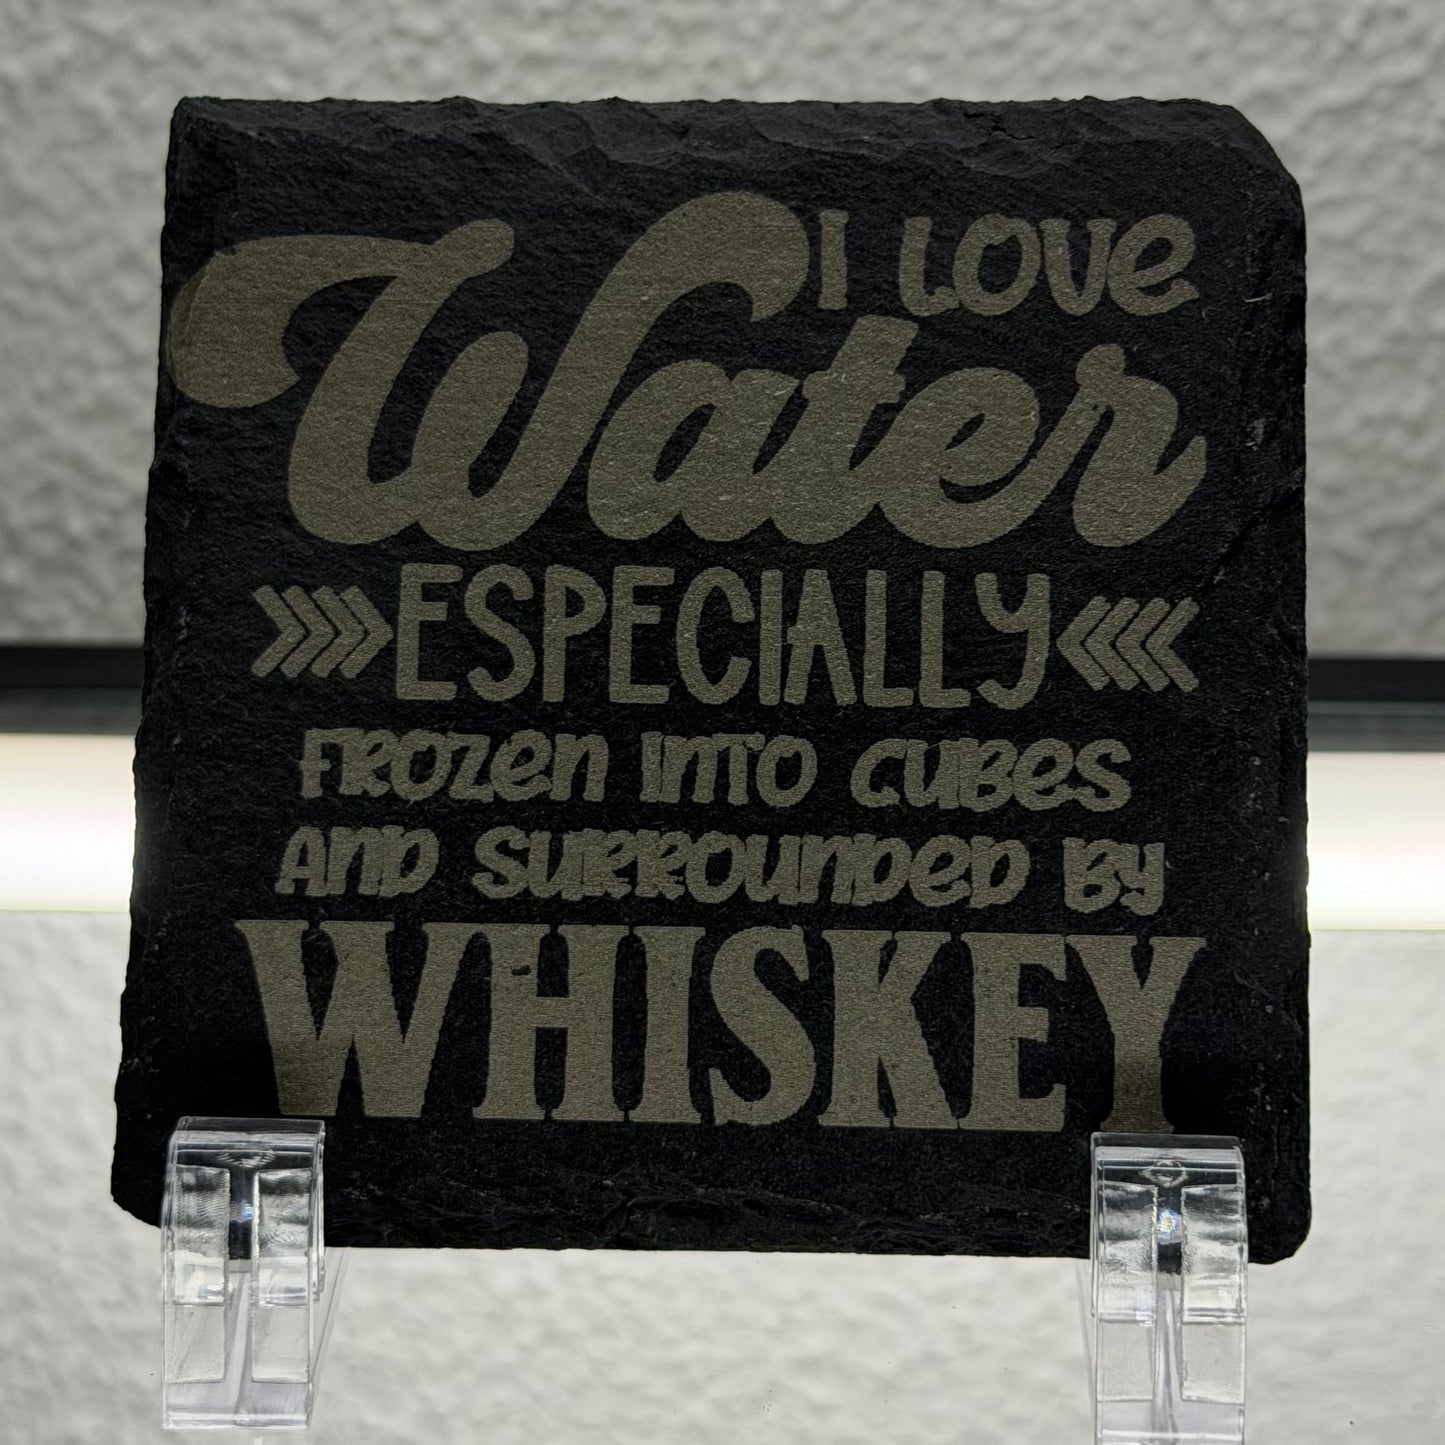 I LOVE
Water
ESPECIALLY
FROZEN INTO CUBES
AND SURROUNDED BY
WHISKEY